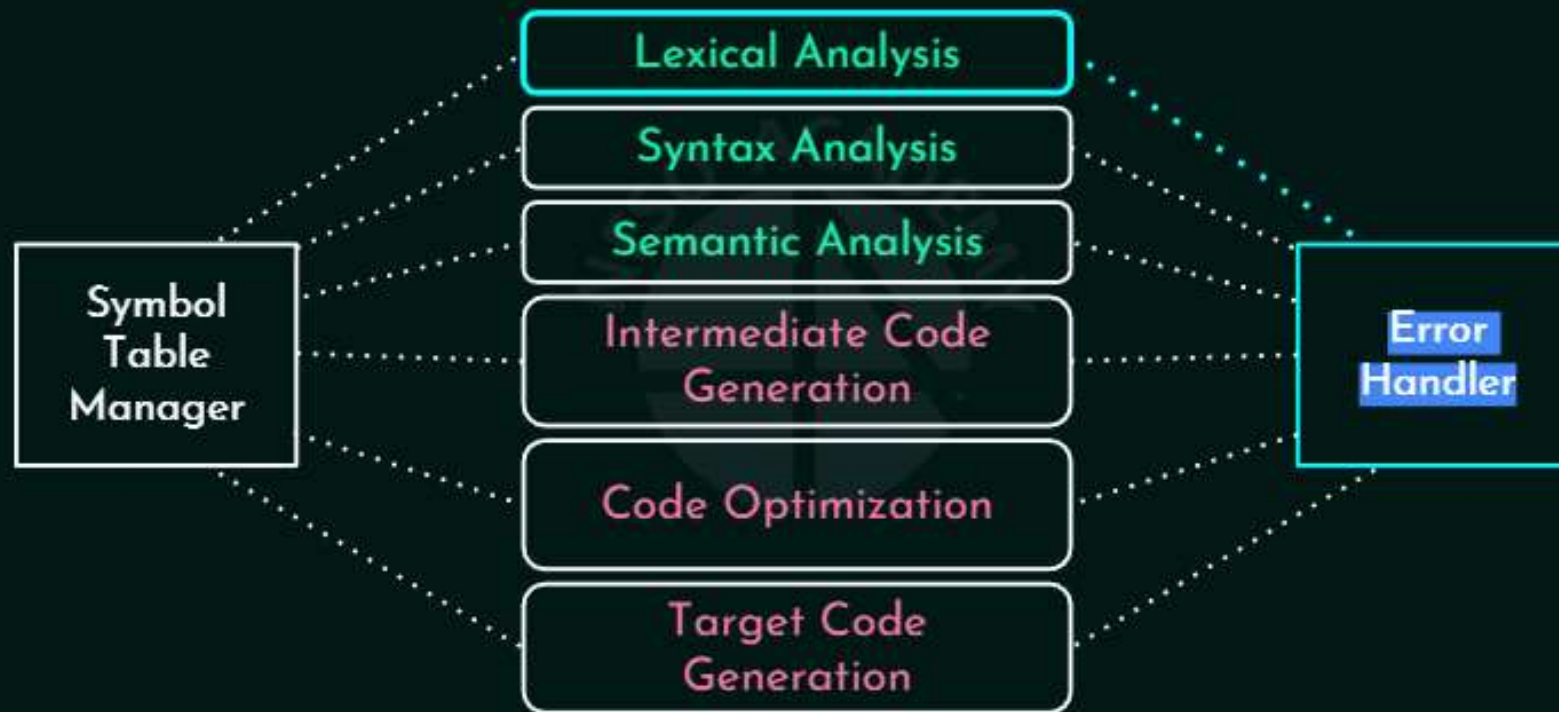 Lexical Analysis
Syntax Analysis
Semantic Analysis
Symbol
Table
Manager
Intermediate Code
Generation
Error
Handler
Code Optimization
Target Code
Generation